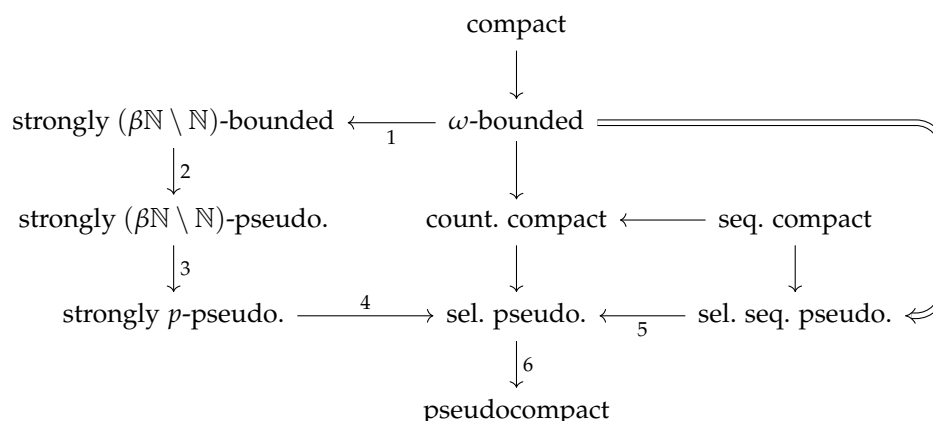 compact
strongly (βℕ \ ℕ)-bounded 1 ω-bounded
2
strongly (βℕ \ ℕ)-pseudo. count. compact seq. compact
3
strongly p-pseudo. 4 sel. pseudo. 5 sel. seq. pseudo.
6
pseudocompact